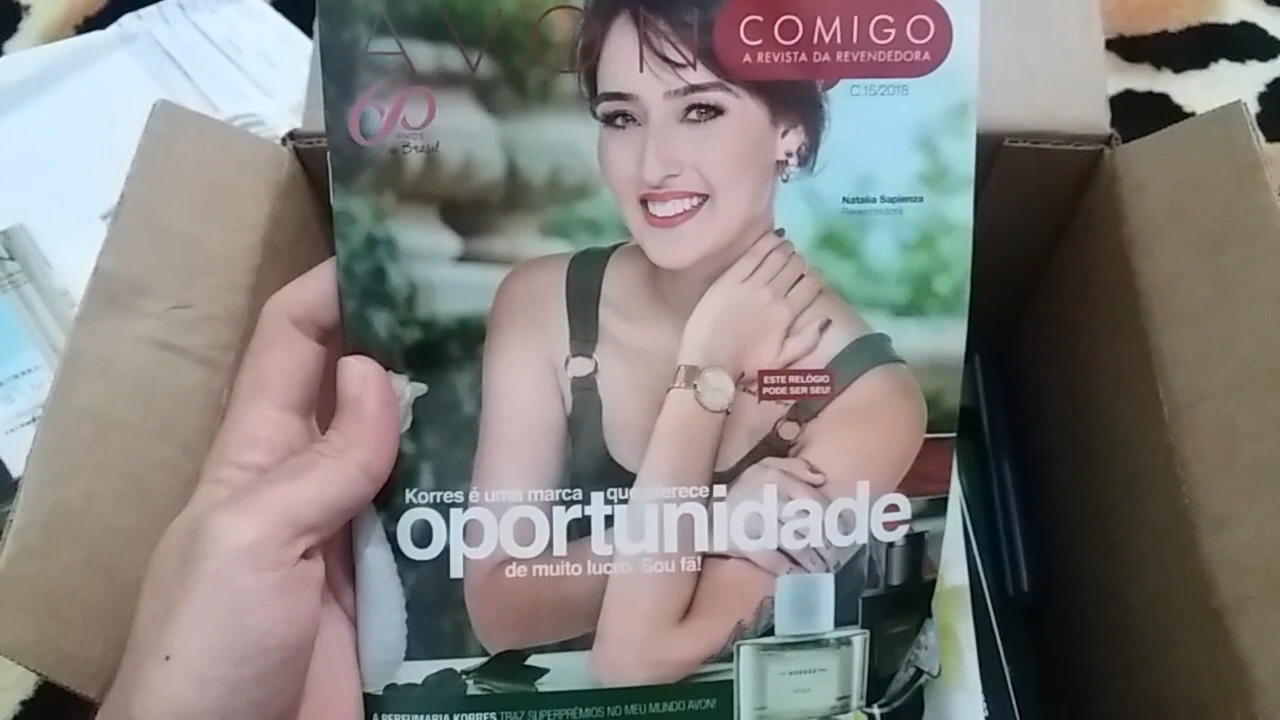 AVON
COMIGO
A REVISTA DA REVENDEDORA
C.15/2018
60
ANOS
Brasil
Natalia Sapienza
Revendedora
ESTE RELÓGIO
PODE SER SEU!
Korres é uma marca que oferece
oportunidade
de muito lucro. Sou fã!
KORRES
A PERFUMARIA KORRES TRAZ SUPERPRÊMIOS NO MEU MUNDO AVON!